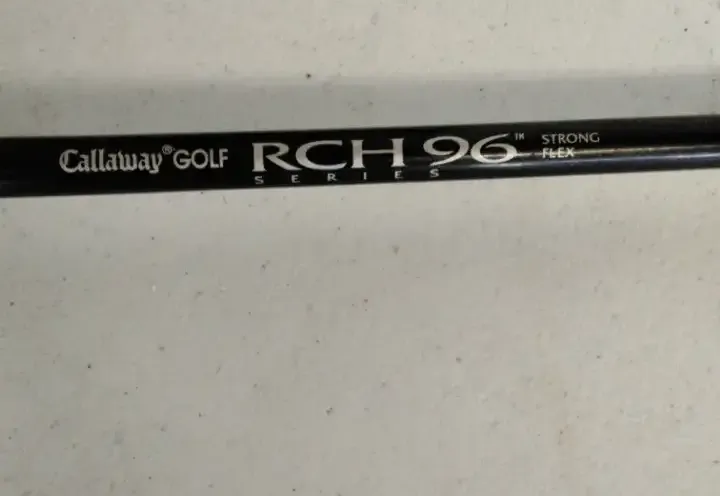 Callaway® GOLF RCH 96™ STRONG
SERIES FLEX